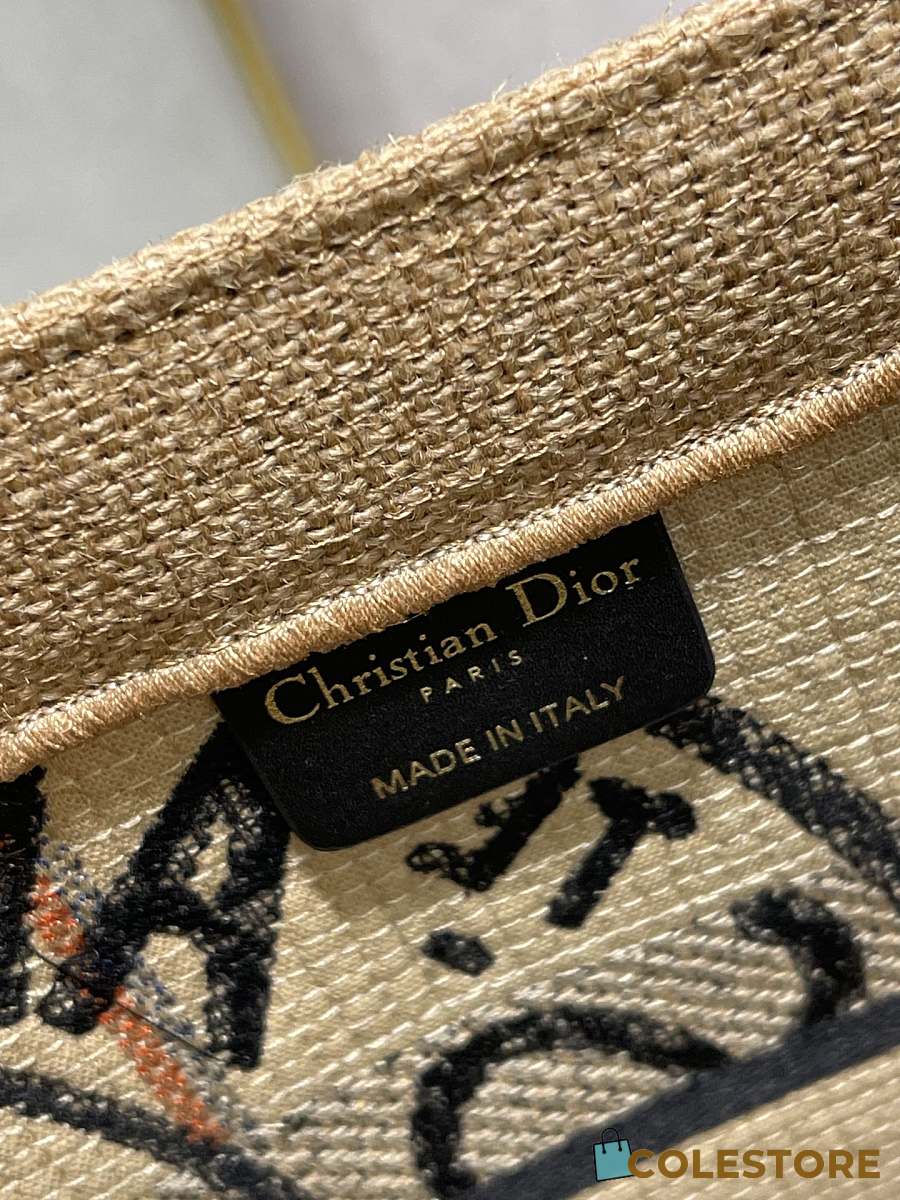 Christian Dior
PARIS
MADE IN ITALY
COLESTORE